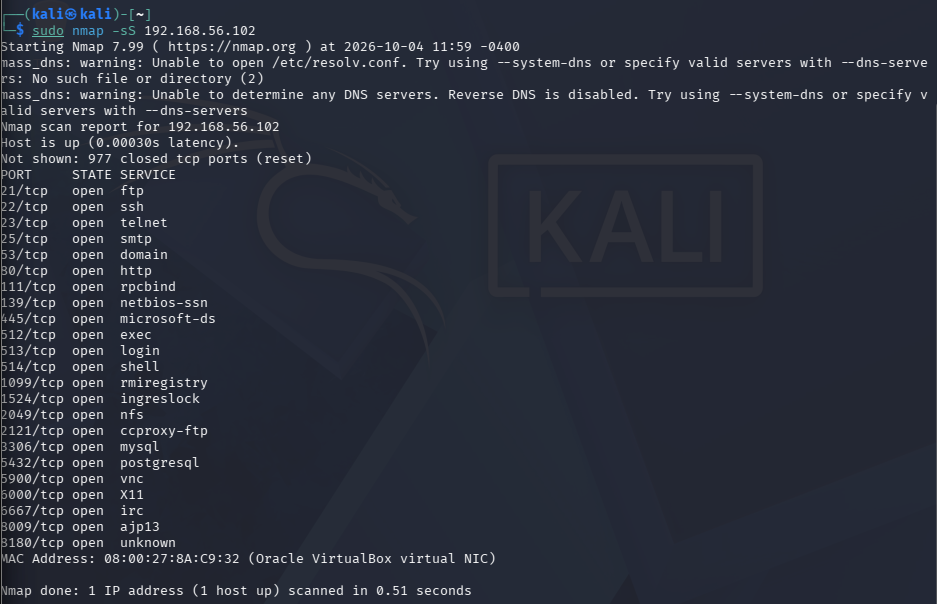 ┌──(kali㉿kali)-[~]
└─$ sudo nmap -sS 192.168.56.102
Starting Nmap 7.99 ( https://nmap.org ) at 2026-10-04 11:59 -0400
mass_dns: warning: Unable to open /etc/resolv.conf. Try using --system-dns or specify valid servers with --dns-serve
rs: No such file or directory (2)
mass_dns: warning: Unable to determine any DNS servers. Reverse DNS is disabled. Try using --system-dns or specify v
alid servers with --dns-servers
Nmap scan report for 192.168.56.102
Host is up (0.00030s latency).
Not shown: 977 closed tcp ports (reset)
PORT     STATE SERVICE
21/tcp   open  ftp
22/tcp   open  ssh
23/tcp   open  telnet
25/tcp   open  smtp
53/tcp   open  domain
80/tcp   open  http
111/tcp  open  rpcbind
139/tcp  open  netbios-ssn
445/tcp  open  microsoft-ds
512/tcp  open  exec
513/tcp  open  login
514/tcp  open  shell
1099/tcp open  rmiregistry
1524/tcp open  ingreslock
2049/tcp open  nfs
2121/tcp open  ccproxy-ftp
3306/tcp open  mysql
5432/tcp open  postgresql
5900/tcp open  vnc
6000/tcp open  X11
6667/tcp open  irc
8009/tcp open  ajp13
8180/tcp open  unknown
MAC Address: 08:00:27:8A:C9:32 (Oracle VirtualBox virtual NIC)
Nmap done: 1 IP address (1 host up) scanned in 0.51 seconds
KALI